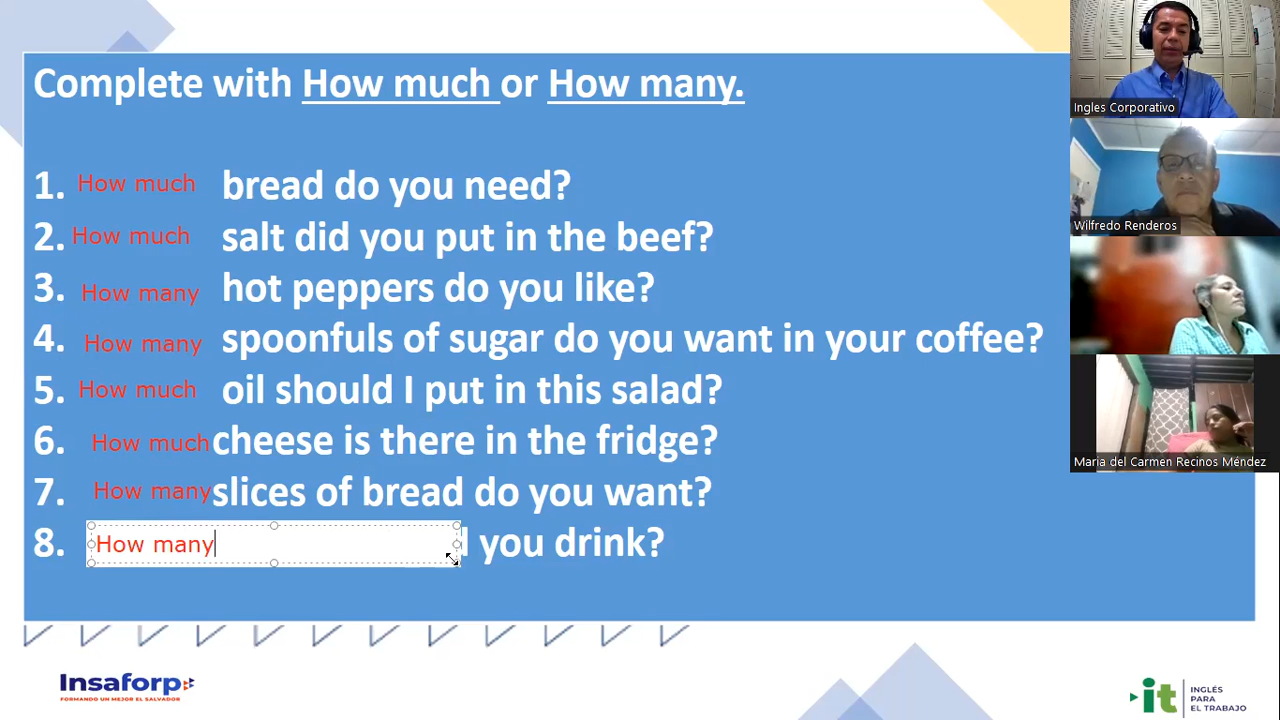 Complete with How much or How many.
1. How much bread do you need?
2. How much salt did you put in the beef?
3. How many hot peppers do you like?
4. How many spoonfuls of sugar do you want in your coffee?
5. How much oil should I put in this salad?
6. How much cheese is there in the fridge?
7. How many slices of bread do you want?
8. How many you drink?
Insaforp
FORMANDO UN MEJOR EL SALVADOR
it INGLÉS
PARA
EL TRABAJO
Ingles Corporativo
Wilfredo Renderos
Maria del Carmen Recinos Méndez